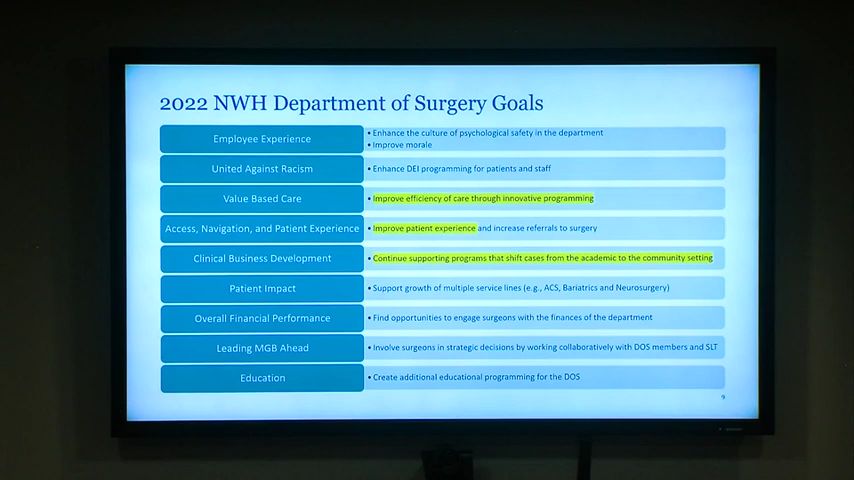 2022 NWH Department of Surgery Goals
Employee Experience
• Enhance the culture of psychological safety in the department
• Improve morale
United Against Racism
• Enhance DEI programming for patients and staff
Value Based Care
• Improve efficiency of care through innovative programming
Access, Navigation, and Patient Experience
• Improve patient experience and increase referrals to surgery
Clinical Business Development
• Continue supporting programs that shift cases from the academic to the community setting
Patient Impact
• Support growth of multiple service lines (e.g., ACS, Bariatrics and Neurosurgery)
Overall Financial Performance
• Find opportunities to engage surgeons with the finances of the department
Leading MGB Ahead
• Involve surgeons in strategic decisions by working collaboratively with DOS members and SLT
Education
• Create additional educational programming for the DOS
9